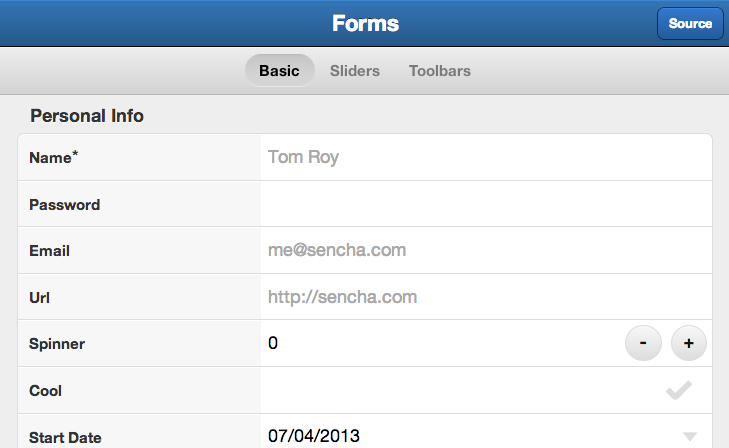 Forms
Source
Basic Sliders Toolbars
Personal Info
Name* Tom Roy
Password
Email me@sencha.com
Url http://sencha.com
Spinner 0 - +
Cool
Start Date 07/04/2013